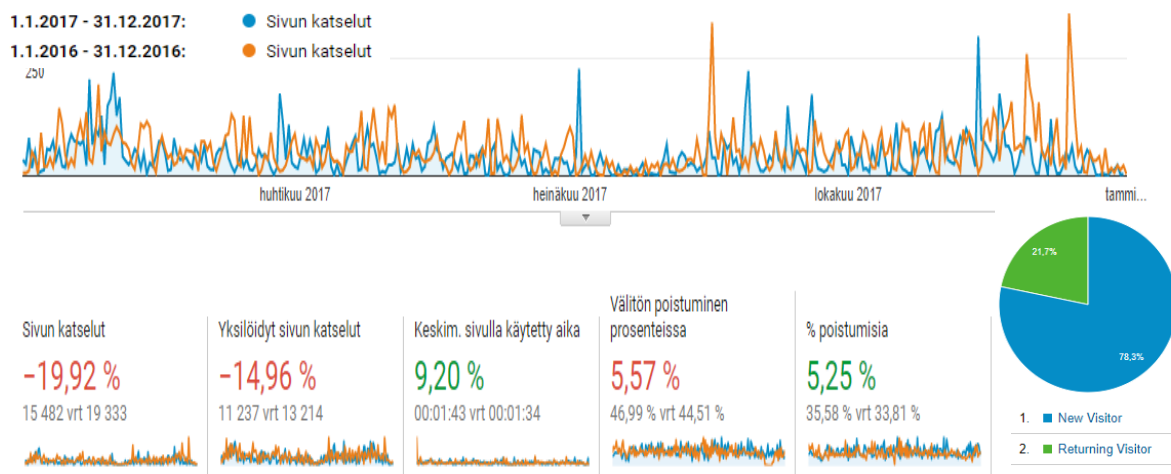 1.1.2017 - 31.12.2017: Sivun katselut
1.1.2016 - 31.12.2016: Sivun katselut
250
huhtikuu 2017 heinäkuu 2017 lokakuu 2017 tammi...
21,7%
78,3%
Sivun katselut
−19,92 %
15 482 vrt 19 333
Yksilöidyt sivun katselut
−14,96 %
11 237 vrt 13 214
Keskim. sivulla käytetty aika
9,20 %
00:01:43 vrt 00:01:34
Välitön poistuminen
prosenteissa
5,57 %
46,99 % vrt 44,51 %
% poistumisia
5,25 %
35,58 % vrt 33,81 %
1. New Visitor
2. Returning Visitor